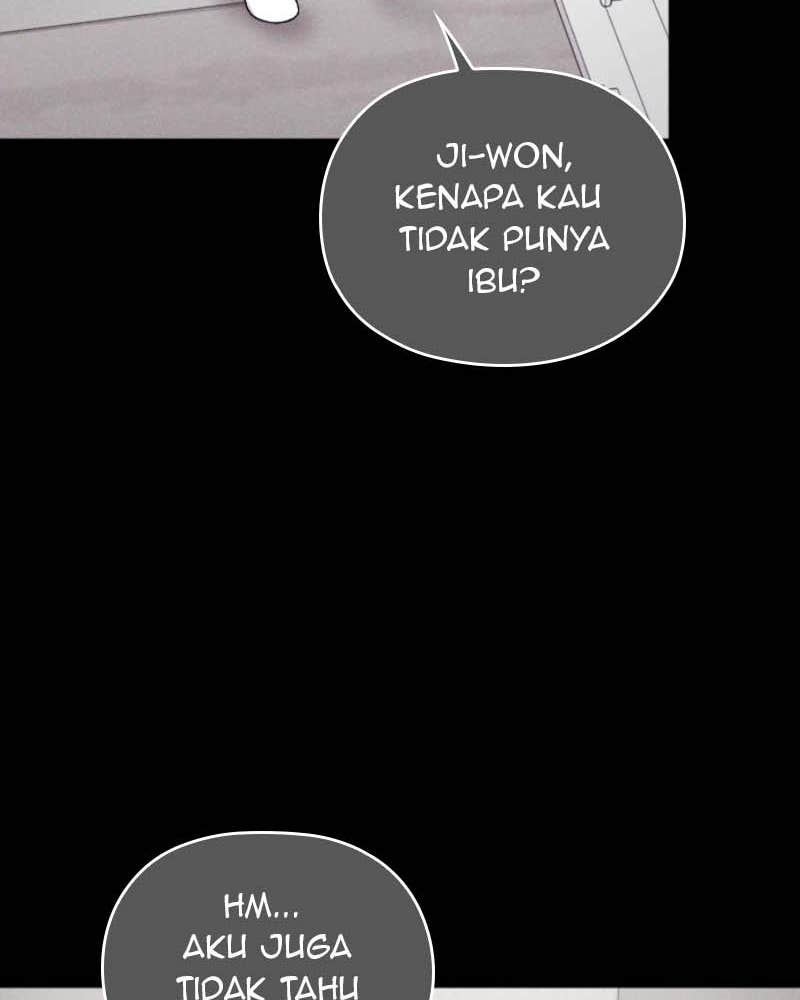 JI-WON,
KENAPA KAU
TIDAK PUNYA
IBU?
HM...
AKU JUGA
TIDAK TAHU